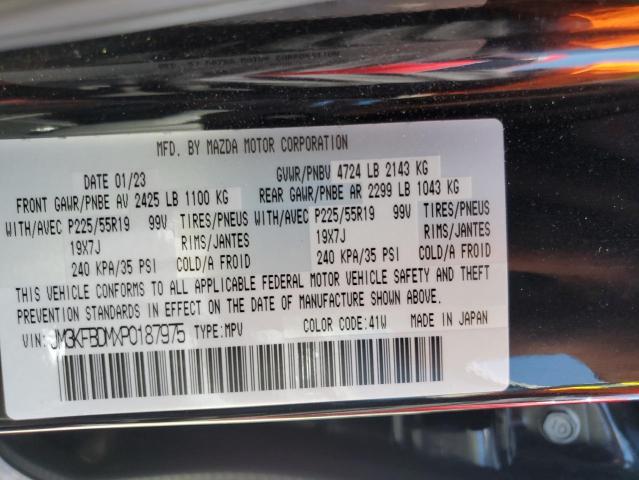 MFD. BY MAZDA MOTOR CORPORATION
DATE 01/23 GVWR/PNBV 4724 LB 2143 KG
FRONT GAWR/PNBE AV 2425 LB 1100 KG REAR GAWR/PNBE AR 2299 LB 1043 KG
WITH/AVEC P225/55R19 99V TIRES/PNEUS WITH/AVEC P225/55R19 99V TIRES/PNEUS
19X7J RIMS/JANTES 19X7J RIMS/JANTES
240 KPA/35 PSI COLD/A FROID 240 KPA/35 PSI COLD/A FROID
THIS VEHICLE CONFORMS TO ALL APPLICABLE FEDERAL MOTOR VEHICLE SAFETY AND THEFT
PREVENTION STANDARDS IN EFFECT ON THE DATE OF MANUFACTURE SHOWN ABOVE.
VIN: JM3KFBDMXP0187975 TYPE:MPV COLOR CODE:41W MADE IN JAPAN